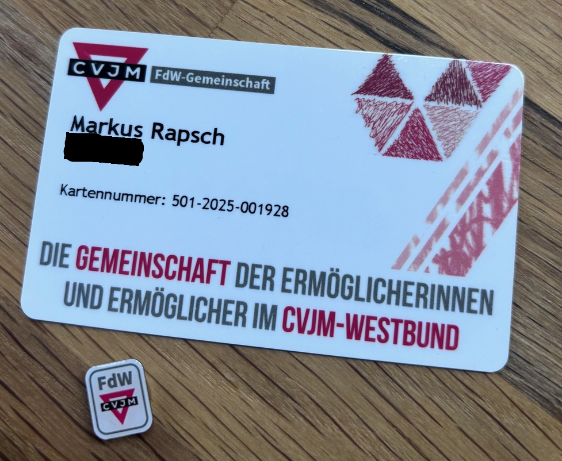 CVJM FdW-Gemeinschaft
Markus Rapsch
Kartennummer: 501-2025-001928
DIE GEMEINSCHAFT DER ERMÖGLICHERINNEN
UND ERMÖGLICHER IM CVJM-WESTBUND
FdW
CVJM